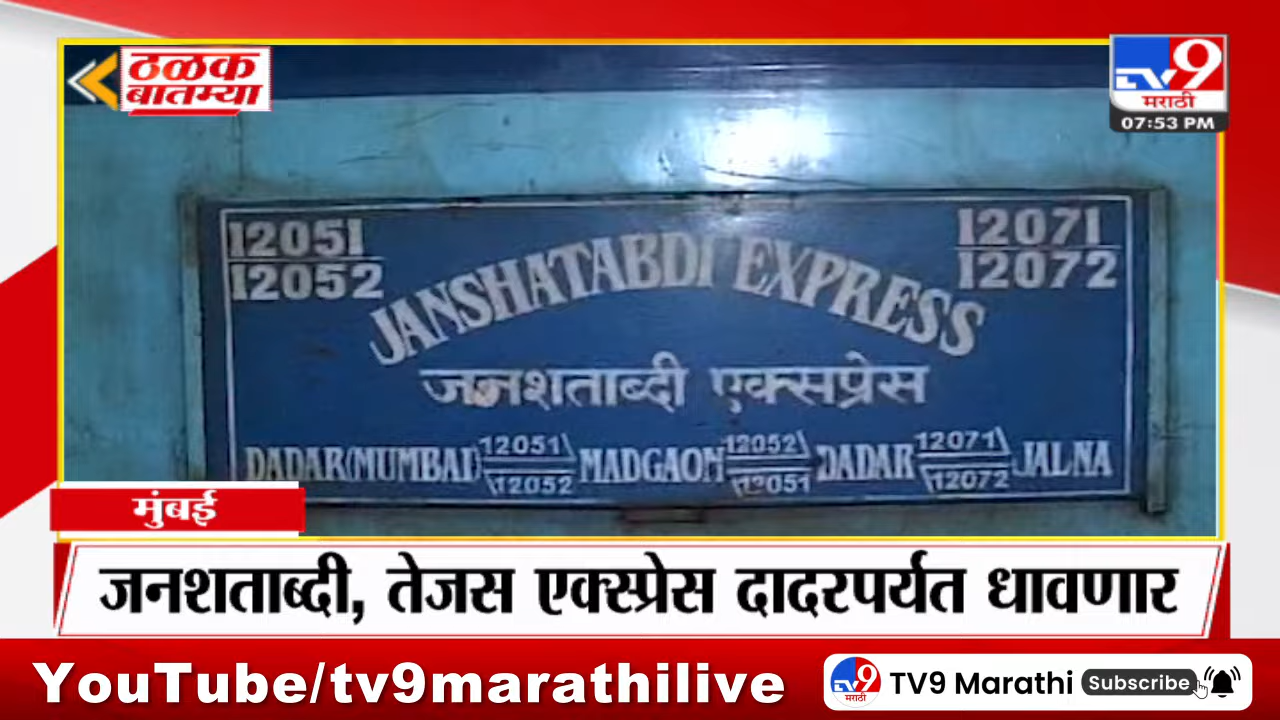 ठळक
बातम्या
TV9
मराठी
07:53 PM
12051
12052
12071
12072
JANSHATABDI EXPRESS
जनशताब्दी एक्सप्रेस
DADAR(MUMBAI) 12051 12052 MADGAON 12052 12051 DADAR 12071 12072 JALNA
मुंबई
जनशताब्दी, तेजस एक्स्प्रेस दादरपर्यंत धावणार
YouTube/tv9marathilive
TV9
मराठी
TV9 Marathi
Subscribe